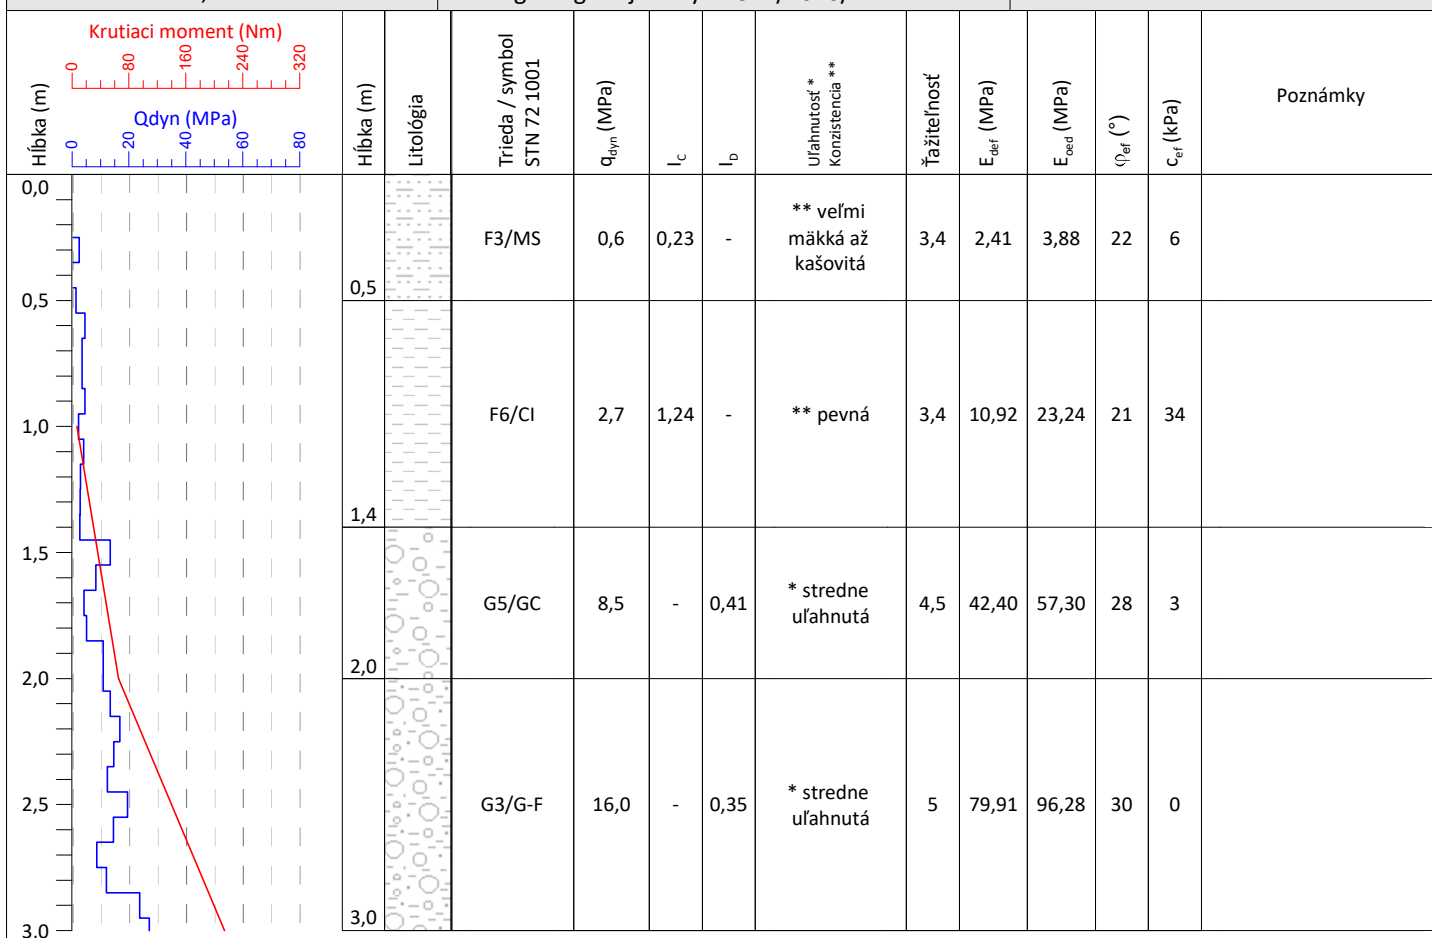 Krutiaci moment (Nm)
0 80 160 240 320
Qdyn (MPa)
0 20 40 60 80
Hĺbka (m)
Hĺbka (m)
Litológia
Trieda / symbol
STN 72 1001
qdyn (MPa)
IC
ID
Uľahnutosť *
Konzistencia **
Ťažiteľnosť
Edef (MPa)
Eoed (MPa)
φef (°)
cef (kPa)
Poznámky
0,0
0,5
1,0
1,5
2,0
2,5
3,0
0,5
F3/MS 0,6 0,23 - ** veľmi
mäkká až
kašovitá
3,4 2,41 3,88 22 6
1,4
F6/CI 2,7 1,24 - ** pevná 3,4 10,92 23,24 21 34
2,0
G5/GC 8,5 - 0,41 * stredne
uľahnutá
4,5 42,40 57,30 28 3
3,0
G3/G-F 16,0 - 0,35 * stredne
uľahnutá
5 79,91 96,28 30 0